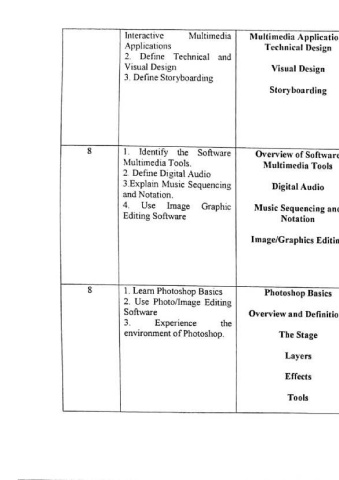 Interactive Multimedia
Applications
2. Define Technical and
Visual Design
3. Define Storyboarding
Multimedia Applicatio
Technical Design
Visual Design
Storyboarding
8
1. Identify the Software
Multimedia Tools.
2. Define Digital Audio
3.Explain Music Sequencing
and Notation.
4. Use Image Graphic
Editing Software
Overview of Software
Multimedia Tools
Digital Audio
Music Sequencing and
Notation
Image/Graphics Editin
8
1. Learn Photoshop Basics
2. Use Photo/Image Editing
Software
3. Experience the
environment of Photoshop.
Photoshop Basics
Overview and Definitio
The Stage
Layers
Effects
Tools